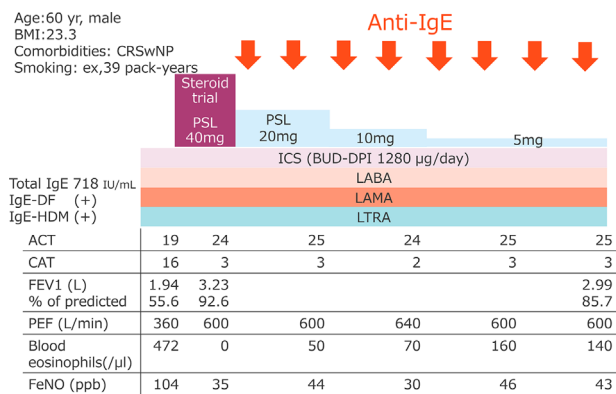 Age:60 yr, male
BMI:23.3
Comorbidities: CRSwNP
Smoking: ex,39 pack-years
Anti-IgE
Steroid
trial
PSL
40mg
PSL
20mg
10mg
5mg
ICS (BUD-DPI 1280 μg/day)
LABA
LAMA
LTRA
Total IgE 718 IU/mL
IgE-DF (+)
IgE-HDM (+)
ACT 19 24 25 24 25 25
CAT 16 3 3 2 3 3
FEV1 (L) 1.94 3.23 2.99
% of predicted 55.6 92.6 85.7
PEF (L/min) 360 600 600 640 600 600
Blood
eosinophils(/μl) 472 0 50 70 160 140
FeNO (ppb) 104 35 44 30 46 43